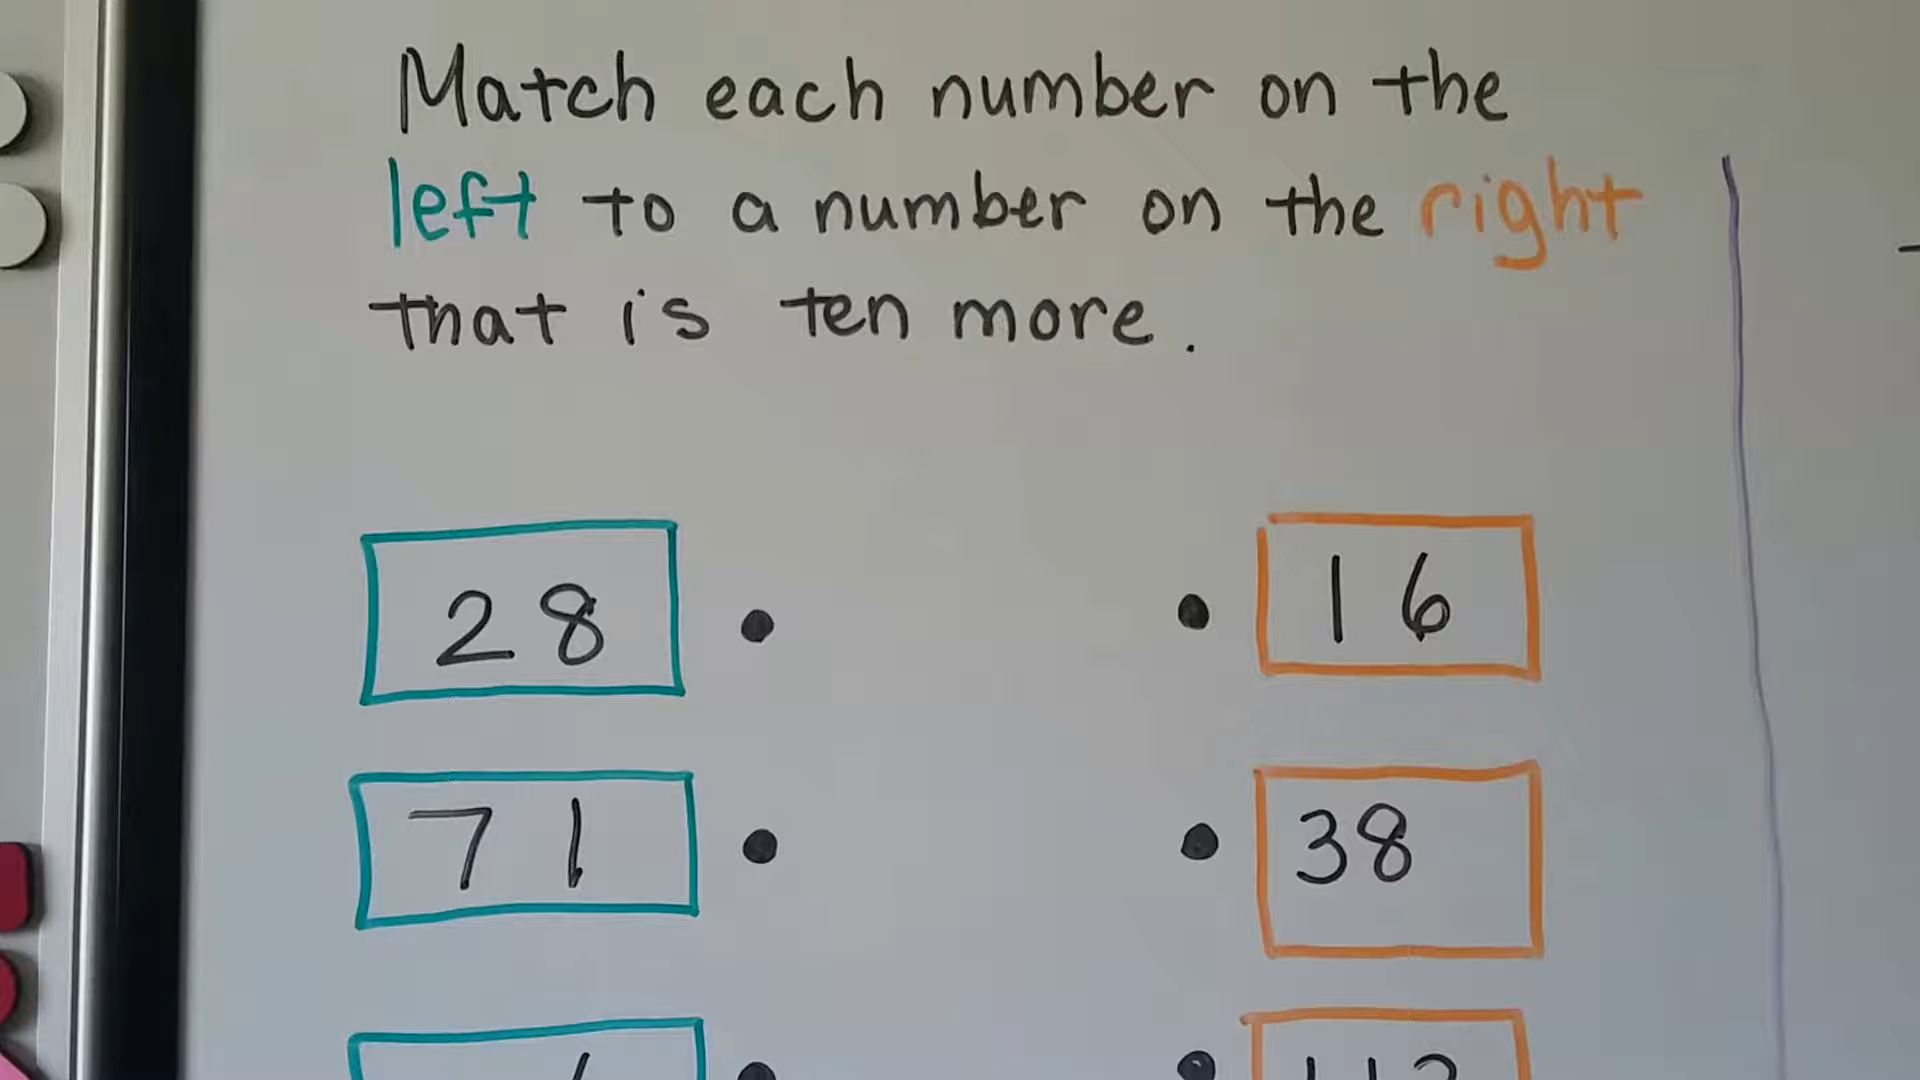 Match each number on the
left to a number on the right
that is ten more.
28
16
71
38